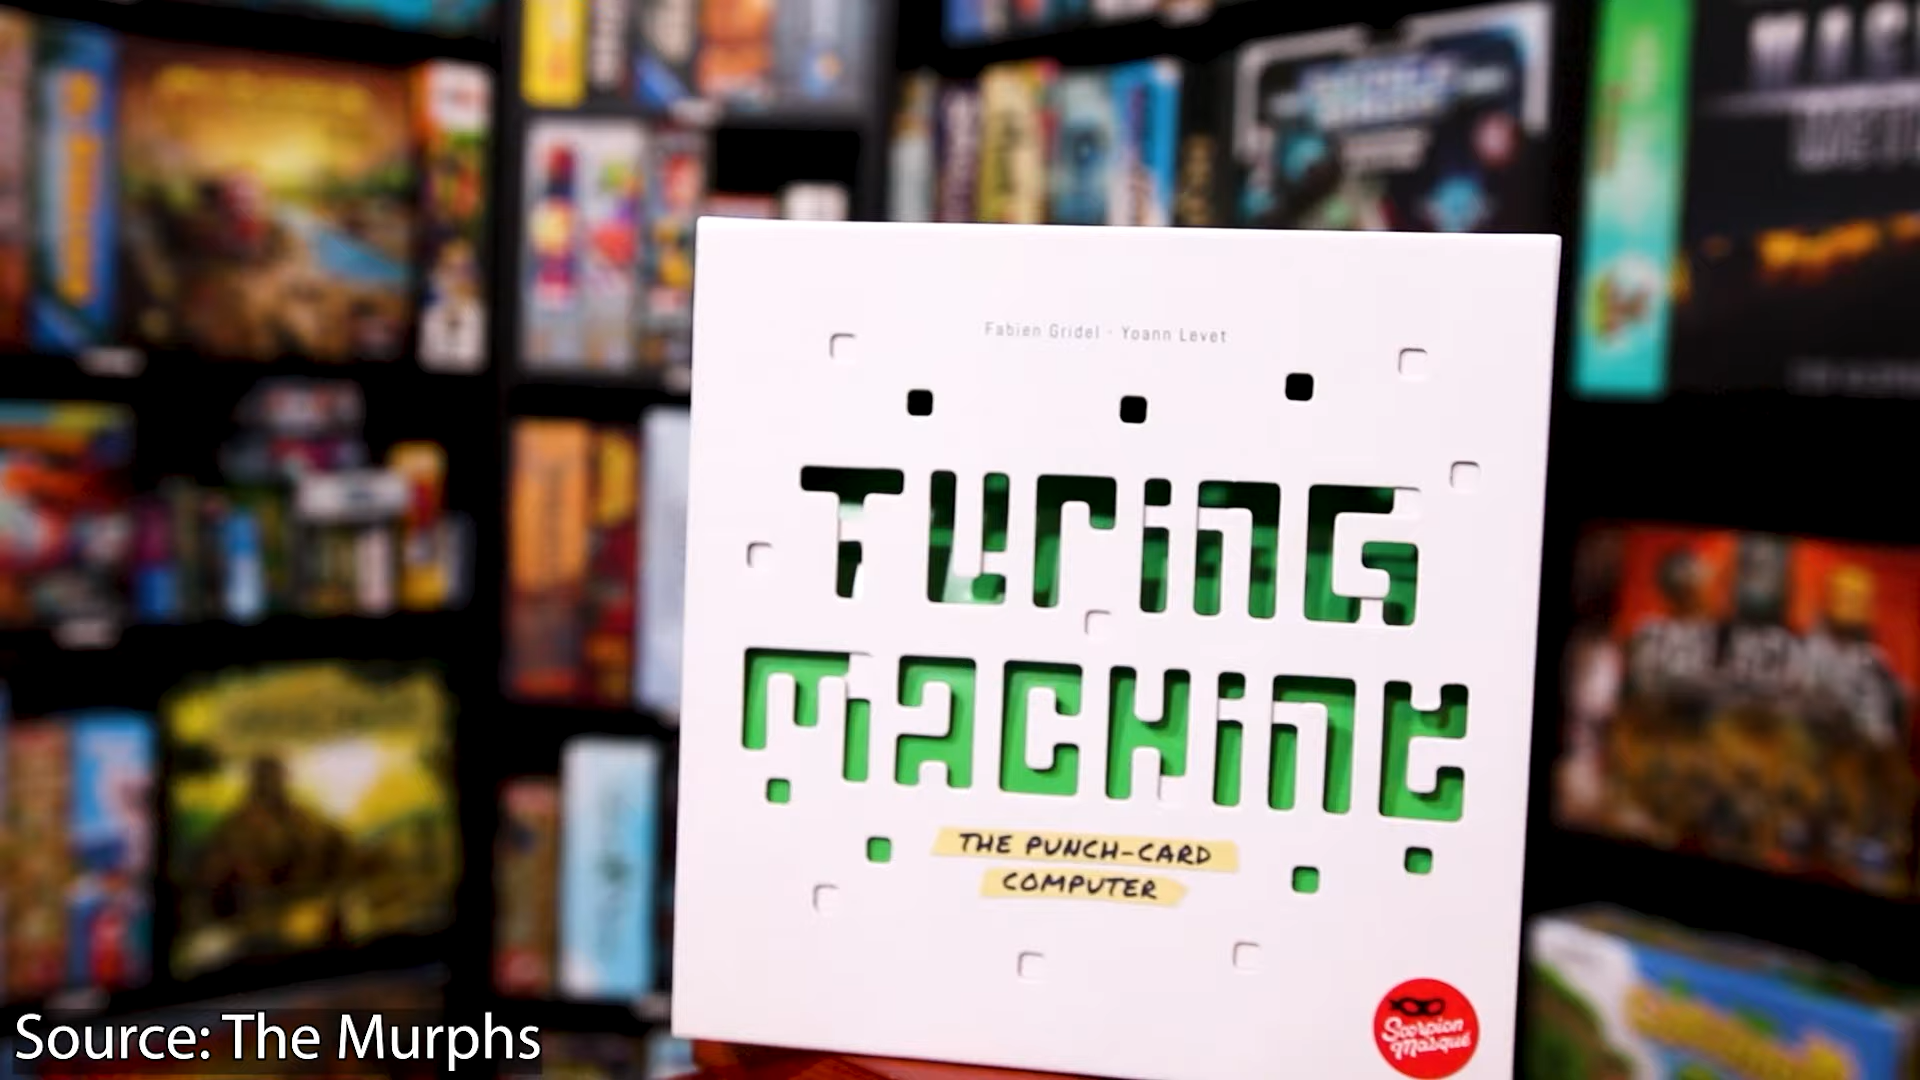 Fabien Gridel · Yoann Levet
TURING
MACHINE
THE PUNCH-CARD
COMPUTER
Scorpion
Masqué
Source: The Murphs